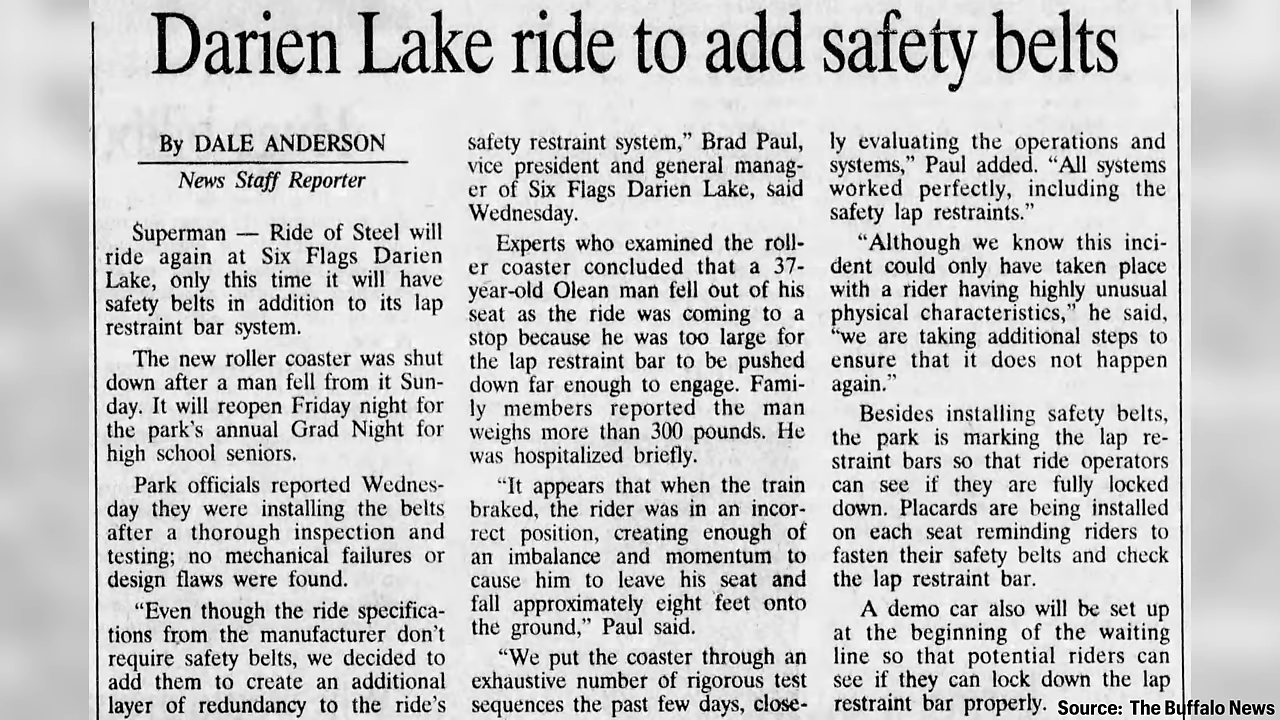 Darien Lake ride to add safety belts
By DALE ANDERSON
News Staff Reporter
Superman — Ride of Steel will
ride again at Six Flags Darien
Lake, only this time it will have
safety belts in addition to its lap
restraint bar system.
The new roller coaster was shut
down after a man fell from it Sun-
day. It will reopen Friday night for
the park's annual Grad Night for
high school seniors.
Park officials reported Wednes-
day they were installing the belts
after a thorough inspection and
testing; no mechanical failures or
design flaws were found.
“Even though the ride specifica-
tions from the manufacturer don't
require safety belts, we decided to
add them to create an additional
layer of redundancy to the ride's
safety restraint system,” Brad Paul,
vice president and general manag-
er of Six Flags Darien Lake, said
Wednesday.
Experts who examined the roll-
er coaster concluded that a 37-
year-old Olean man fell out of his
seat as the ride was coming to a
stop because he was too large for
the lap restraint bar to be pushed
down far enough to engage. Fami-
ly members reported the man
weighs more than 300 pounds. He
was hospitalized briefly.
“It appears that when the train
braked, the rider was in an incor-
rect position, creating enough of
an imbalance and momentum to
cause him to leave his seat and
fall approximately eight feet onto
the ground,” Paul said.
“We put the coaster through an
exhaustive number of rigorous test
sequences the past few days, close-
ly evaluating the operations and
systems,” Paul added. “All systems
worked perfectly, including the
safety lap restraints.”
“Although we know this inci-
dent could only have taken place
with a rider having highly unusual
physical characteristics,” he said,
“we are taking additional steps to
ensure that it does not happen
again.”
Besides installing safety belts,
the park is marking the lap re-
straint bars so that ride operators
can see if they are fully locked
down. Placards are being installed
on each seat reminding riders to
fasten their safety belts and check
the lap restraint bar.
A demo car also will be set up
at the beginning of the waiting
line so that potential riders can
see if they can lock down the lap
restraint bar properly.
Source: The Buffalo News